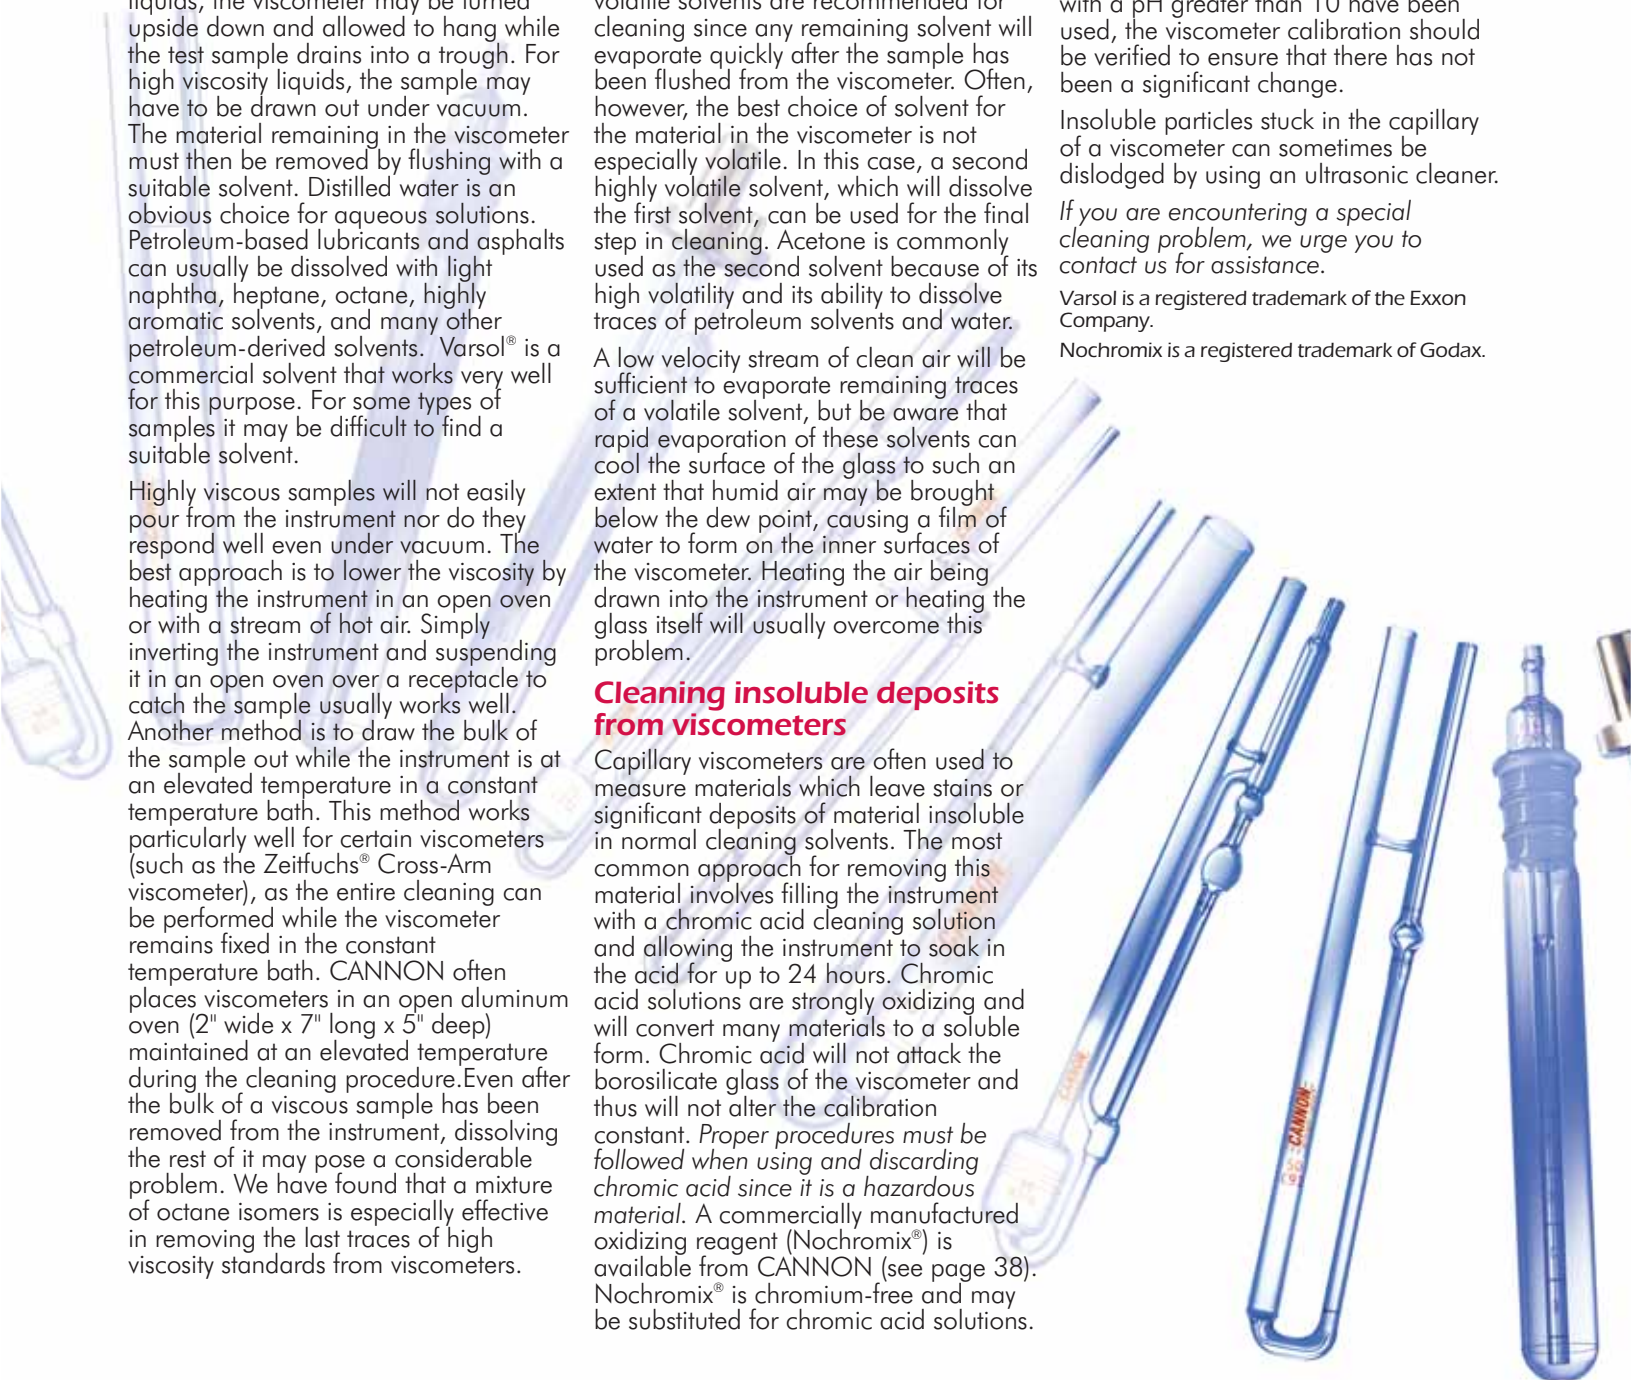 liquids, the viscometer may be turned
upside down and allowed to hang while
the test sample drains into a trough. For
high viscosity liquids, the sample may
have to be drawn out under vacuum.
The material remaining in the viscometer
must then be removed by flushing with a
suitable solvent. Distilled water is an
obvious choice for aqueous solutions.
Petroleum-based lubricants and asphalts
can usually be dissolved with light
naphtha, heptane, octane, highly
aromatic solvents, and many other
petroleum-derived solvents. Varsol® is a
commercial solvent that works very well
for this purpose. For some types of
samples it may be difficult to find a
suitable solvent.
Highly viscous samples will not easily
pour from the instrument nor do they
respond well even under vacuum. The
best approach is to lower the viscosity by
heating the instrument in an open oven
or with a stream of hot air. Simply
inverting the instrument and suspending
it in an open oven over a receptacle to
catch the sample usually works well.
Another method is to draw the bulk of
the sample out while the instrument is at
an elevated temperature in a constant
temperature bath. This method works
particularly well for certain viscometers
(such as the Zeitfuchs® Cross-Arm
viscometer), as the entire cleaning can
be performed while the viscometer
remains fixed in the constant
temperature bath. CANNON often
places viscometers in an open aluminum
oven (2" wide x 7" long x 5" deep)
maintained at an elevated temperature
during the cleaning procedure.Even after
the bulk of a viscous sample has been
removed from the instrument, dissolving
the rest of it may pose a considerable
problem. We have found that a mixture
of octane isomers is especially effective
in removing the last traces of high
viscosity standards from viscometers.
volatile solvents are recommended for
cleaning since any remaining solvent will
evaporate quickly after the sample has
been flushed from the viscometer. Often,
however, the best choice of solvent for
the material in the viscometer is not
especially volatile. In this case, a second
highly volatile solvent, which will dissolve
the first solvent, can be used for the final
step in cleaning. Acetone is commonly
used as the second solvent because of its
high volatility and its ability to dissolve
traces of petroleum solvents and water.
A low velocity stream of clean air will be
sufficient to evaporate remaining traces
of a volatile solvent, but be aware that
rapid evaporation of these solvents can
cool the surface of the glass to such an
extent that humid air may be brought
below the dew point, causing a film of
water to form on the inner surfaces of
the viscometer. Heating the air being
drawn into the instrument or heating the
glass itself will usually overcome this
problem.
Cleaning insoluble deposits
from viscometers
Capillary viscometers are often used to
measure materials which leave stains or
significant deposits of material insoluble
in normal cleaning solvents. The most
common approach for removing this
material involves filling the instrument
with a chromic acid cleaning solution
and allowing the instrument to soak in
the acid for up to 24 hours. Chromic
acid solutions are strongly oxidizing and
will convert many materials to a soluble
form. Chromic acid will not attack the
borosilicate glass of the viscometer and
thus will not alter the calibration
constant. Proper procedures must be
followed when using and discarding
chromic acid since it is a hazardous
material. A commercially manufactured
oxidizing reagent (Nochromix®) is
available from CANNON (see page 38).
Nochromix® is chromium-free and may
be substituted for chromic acid solutions.
with a pH greater than 10 have been
used, the viscometer calibration should
be verified to ensure that there has not
been a significant change.
Insoluble particles stuck in the capillary
of a viscometer can sometimes be
dislodged by using an ultrasonic cleaner.
If you are encountering a special
cleaning problem, we urge you to
contact us for assistance.
Varsol is a registered trademark of the Exxon
Company.
Nochromix is a registered trademark of Godax.
CANNON
CANNON
CANNON